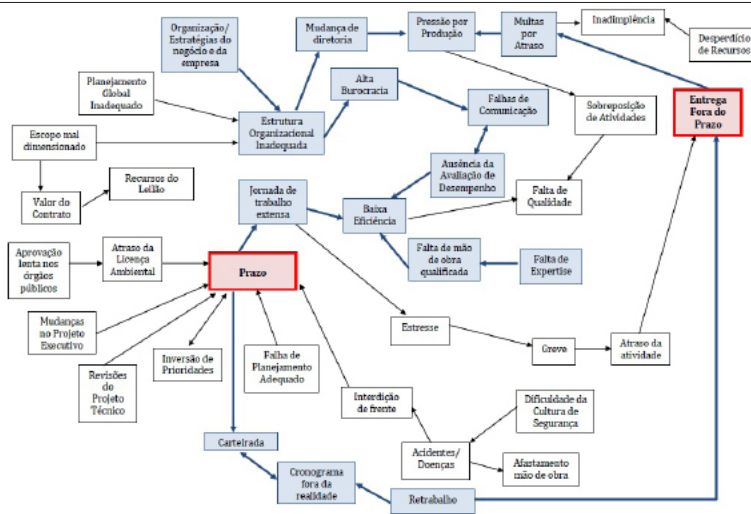 Organização/
Estratégias do
negócio e da
empresa
Mudança de
diretoria
Pressão por
Produção
Multas
por
Atraso
Inadimplência
Desperdício
de Recursos
Planejamento
Global
Inadequado
Alta
Burocracia
Falhas de
Comunicação
Sobreposição
de Atividades
Entrega
Fora do
Prazo
Estrutura
Organizacional
Inadequada
Escopo mal
dimensionado
Ausência da
Avaliação de
Desempenho
Recursos do
Leilão
Valor do
Contrato
Jornada de
trabalho
extensa
Baixa
Eficiência
Falta de
Qualidade
Aprovação
lenta nos
órgãos
públicos
Atraso da
Licença
Ambiental
Prazo
Falta de mão
de obra
qualificada
Falta de
Expertise
Mudanças
no Projeto
Executivo
Estresse
Greve
Atraso da
atividade
Inversão de
Prioridades
Falha de
Planejamento
Adequado
Revisões do
Projeto
Técnico
Interdição
de frente
Dificuldade da
Cultura de
Segurança
Carteirada
Acidentes/
Doenças
Afastamento
mão de obra
Cronograma
fora da
realidade
Retrabalho